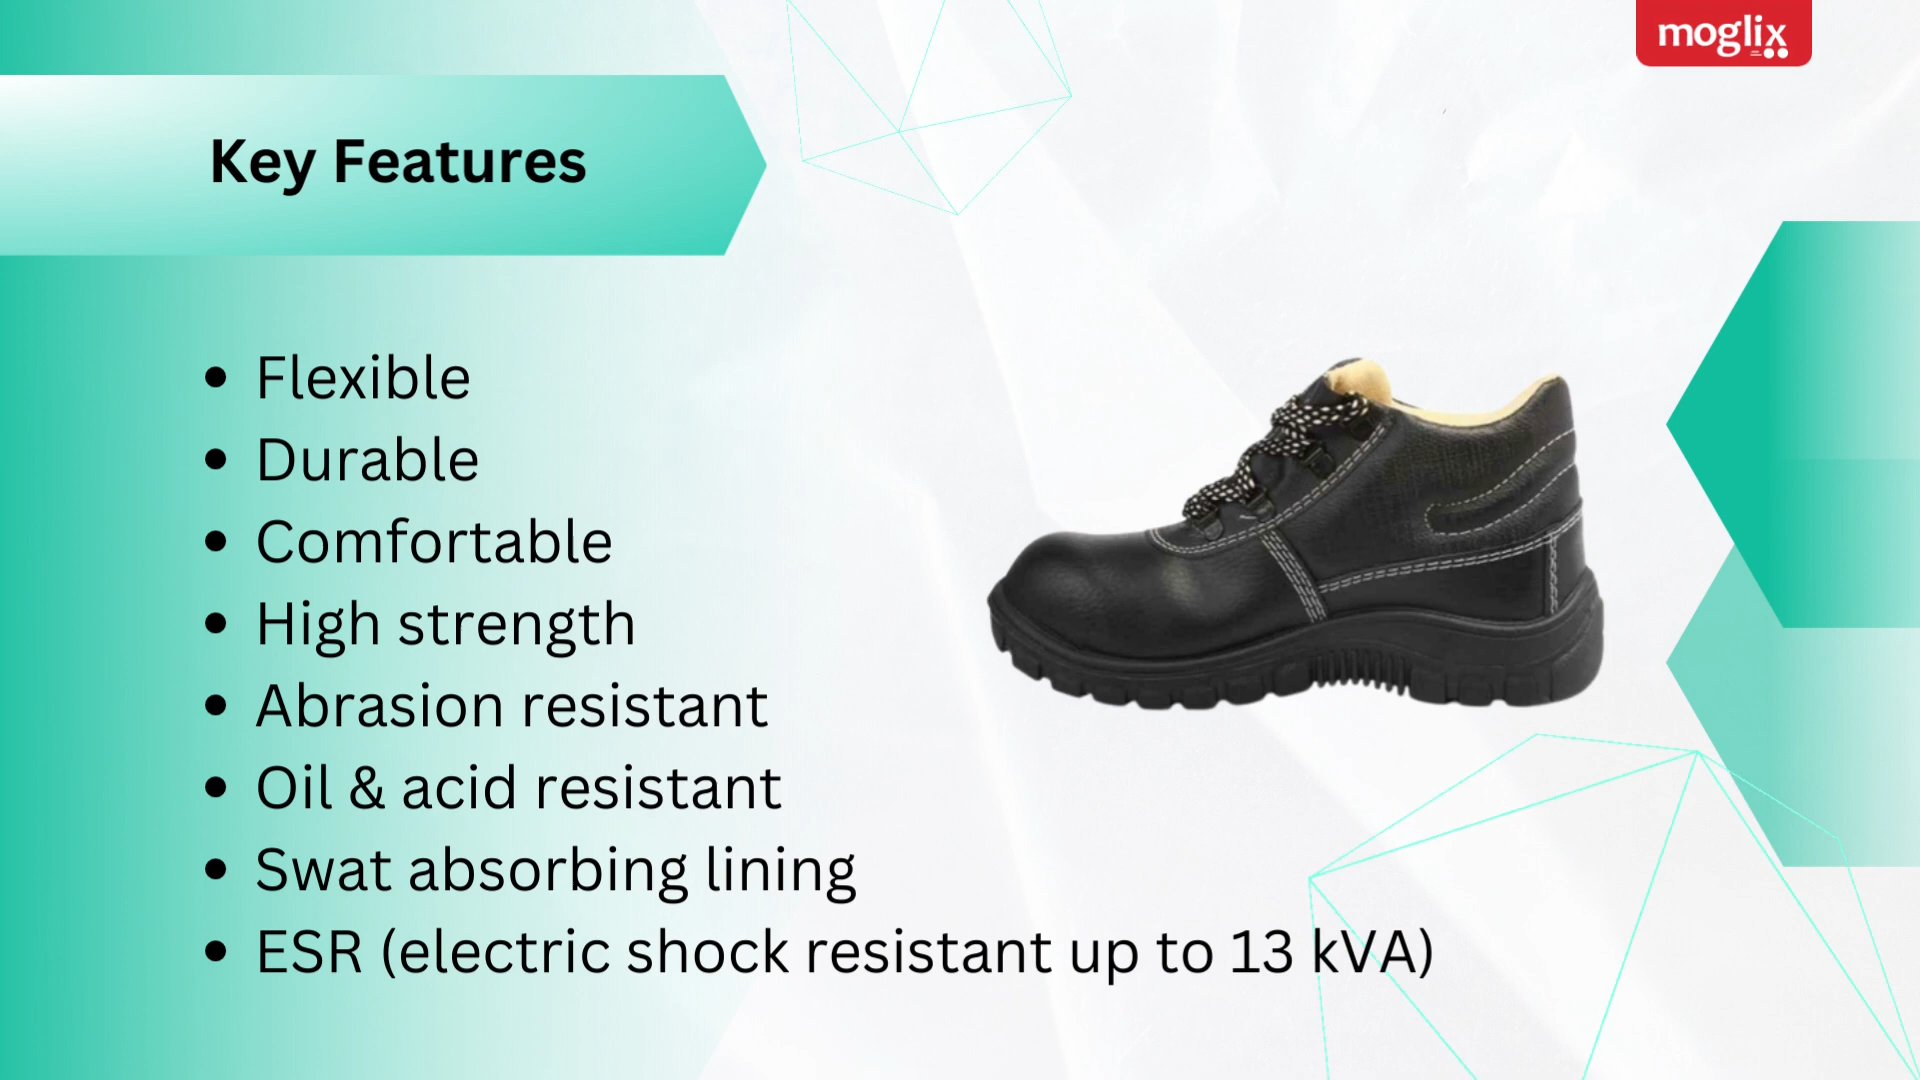 moglix
Key Features
• Flexible
• Durable
• Comfortable
• High strength
• Abrasion resistant
• Oil & acid resistant
• Swat absorbing lining
• ESR (electric shock resistant up to 13 kVA)